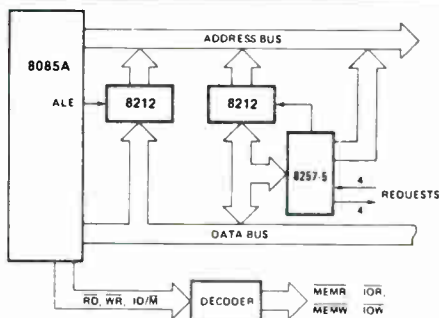 ADDRESS BUS
8085A
ALE
8212
8212
8257-5
4
REQUESTS
4
DATA BUS
RD, WR, IO/M
DECODER
MEMR IOR,
MEMW IOW